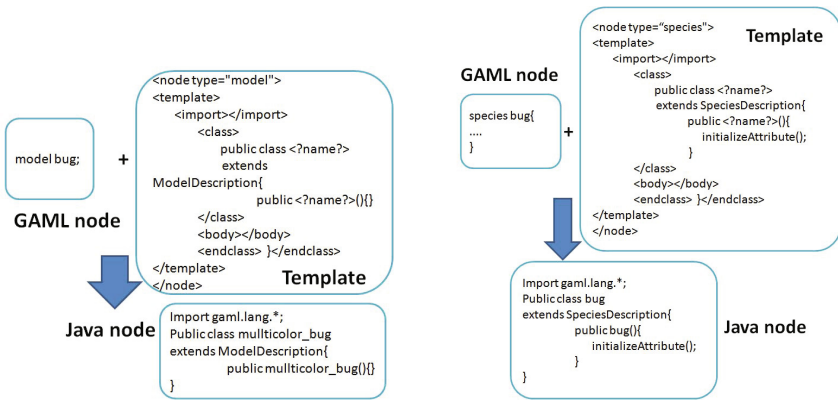 model bug;
+
GAML node
<node type="model">
<template>
<import></import>
<class>
public class <?name?>
extends
ModelDescription{
public <?name?>(){}
</class>
<body></body>
<endclass> }</endclass>
</template>
</node>
Template
Java node
Import gaml.lang.*;
Public class mullticolor_bug
extends ModelDescription{
public mullticolor_bug(){}
}
GAML node
species bug{
....
}
+
<node type="species">
Template
<template>
<import></import>
<class>
public class <?name?>
extends SpeciesDescription{
public <?name?>(){
initializeAttribute();
}
</class>
<body></body>
<endclass> }</endclass>
</template>
</node>
Import gaml.lang.*;
Public class bug
extends SpeciesDescription{
public bug(){
initializeAttribute();
}
}
Java node